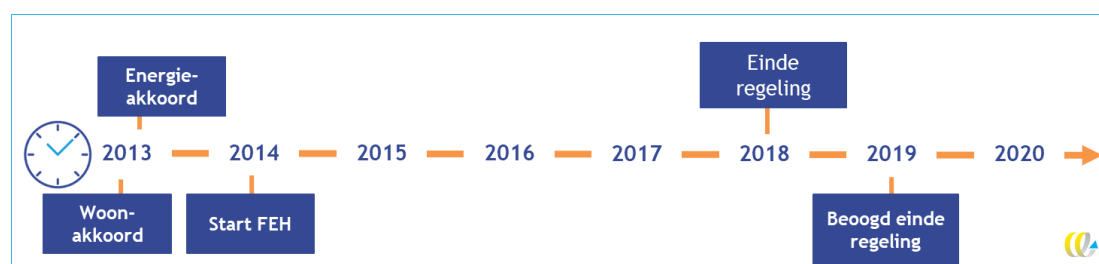 Energie-
akkoord
Einde
regeling
2013 2014 2015 2016 2017 2018 2019 2020
Woon-
akkoord
Start FEH
Beoogd einde
regeling